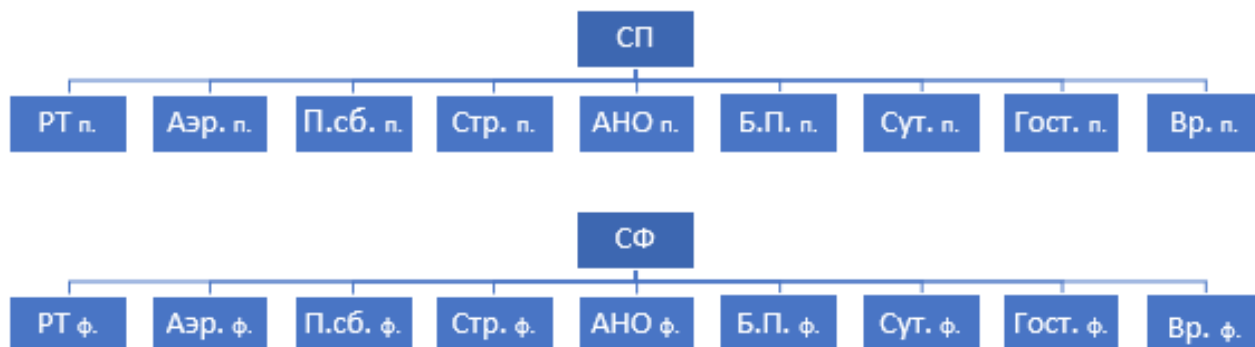 СП
РТ п. Аэр. п. П.сб. п. Стр. п. АНО п. Б.П. п. Сут. п. Гост. п. Вр. п.
СФ
РТ ф. Аэр. ф. П.сб. ф. Стр. ф. АНО ф. Б.П. ф. Сут. ф. Гост. ф. Вр. ф.